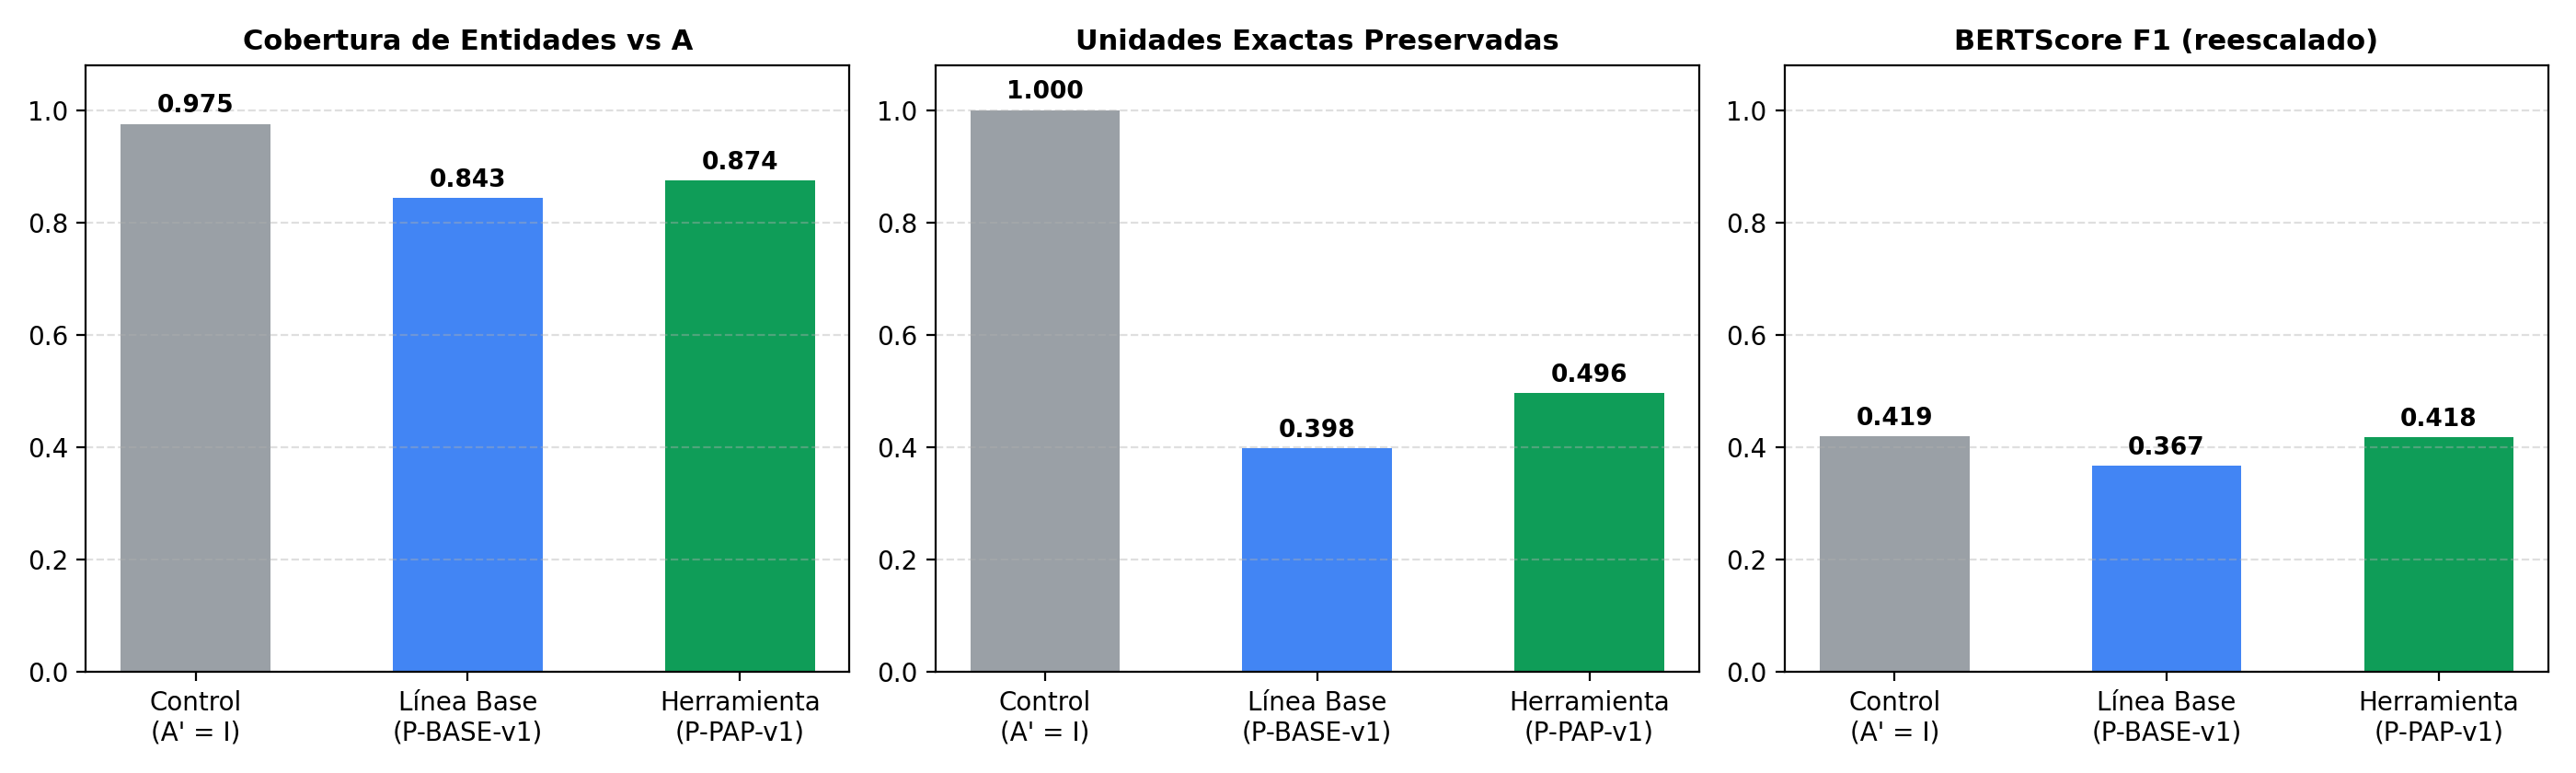 Cobertura de Entidades vs A
1.0
0.8
0.6
0.4
0.2
0.0
0.975
0.843
0.874
Control
(A' = I)
Línea Base
(P-BASE-v1)
Herramienta
(P-PAP-v1)
Unidades Exactas Preservadas
1.0
0.8
0.6
0.4
0.2
0.0
1.000
0.398
0.496
Control
(A' = I)
Línea Base
(P-BASE-v1)
Herramienta
(P-PAP-v1)
BERTScore F1 (reescalado)
1.0
0.8
0.6
0.4
0.2
0.0
0.419
0.367
0.418
Control
(A' = I)
Línea Base
(P-BASE-v1)
Herramienta
(P-PAP-v1)